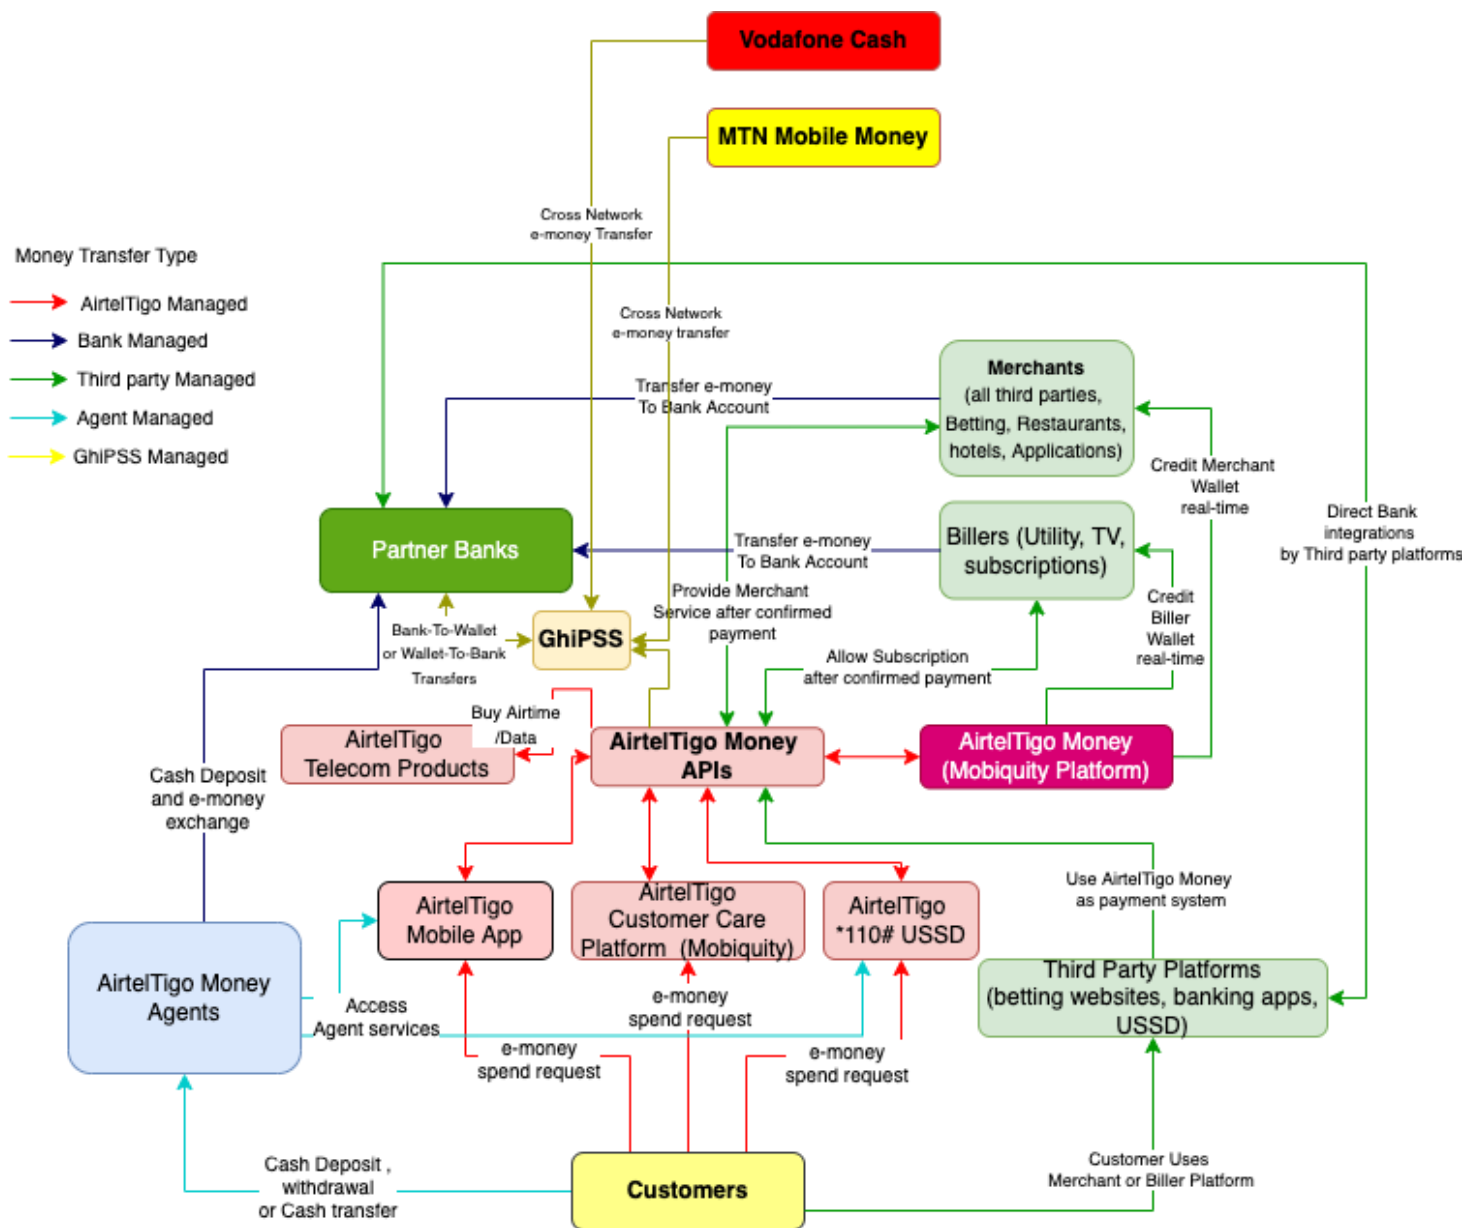 Vodafone Cash
MTN Mobile Money
Cross Network
e-money Transfer
Money Transfer Type
AirtelTigo Managed
Bank Managed
Third party Managed
Agent Managed
GhiPSS Managed
Cross Network
e-money transfer
Merchants
(all third parties,
Betting, Restaurants,
hotels, Applications)
Transfer e-money
To Bank Account
Credit Merchant
Wallet
real-time
Direct Bank
integrations
by Third party platforms
Partner Banks
Transfer e-money
To Bank Account
Billers (Utility, TV,
subscriptions)
Provide Merchant
Service after confirmed
payment
Credit
Biller
Wallet
real-time
Bank-To-Wallet
or Wallet-To-Bank
Transfers
GhiPSS
Allow Subscription
after confirmed payment
Buy Airtime
/Data
AirtelTigo
Telecom Products
AirtelTigo Money
APIs
AirtelTigo Money
(Mobiquity Platform)
Cash Deposit
and e-money
exchange
AirtelTigo
Mobile App
AirtelTigo
Customer Care
Platform (Mobiquity)
AirtelTigo
*110# USSD
Use AirtelTigo Money
as payment system
AirtelTigo Money
Agents
Access
Agent services
e-money
spend request
Third Party Platforms
(betting websites, banking apps,
USSD)
e-money
spend request
e-money
spend request
Cash Deposit ,
withdrawal
or Cash transfer
Customers
Customer Uses
Merchant or Biller Platform